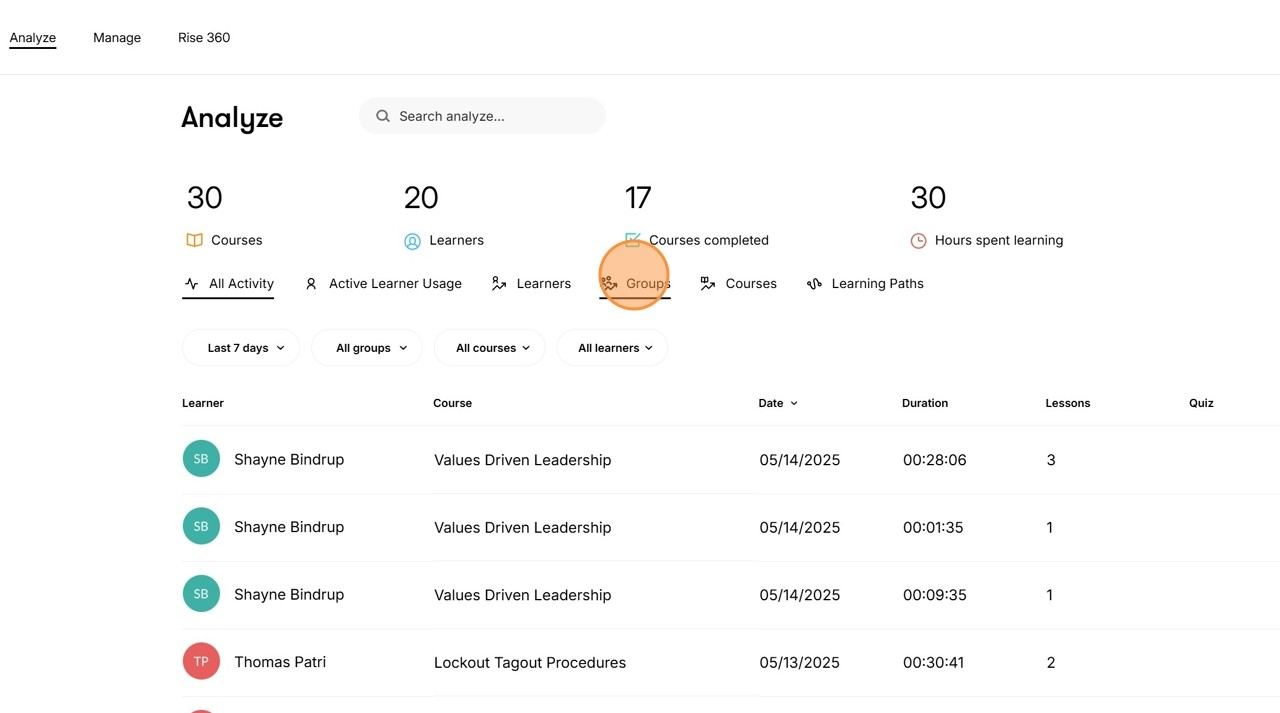 Analyze Manage Rise 360
Analyze Search analyze...
30 20 17 30
Courses Learners Courses completed Hours spent learning
All Activity Active Learner Usage Learners Groups Courses Learning Paths
Last 7 days All groups All courses All learners
Learner Course Date Duration Lessons Quiz
SB Shayne Bindrup Values Driven Leadership 05/14/2025 00:28:06 3
SB Shayne Bindrup Values Driven Leadership 05/14/2025 00:01:35 1
SB Shayne Bindrup Values Driven Leadership 05/14/2025 00:09:35 1
TP Thomas Patri Lockout Tagout Procedures 05/13/2025 00:30:41 2